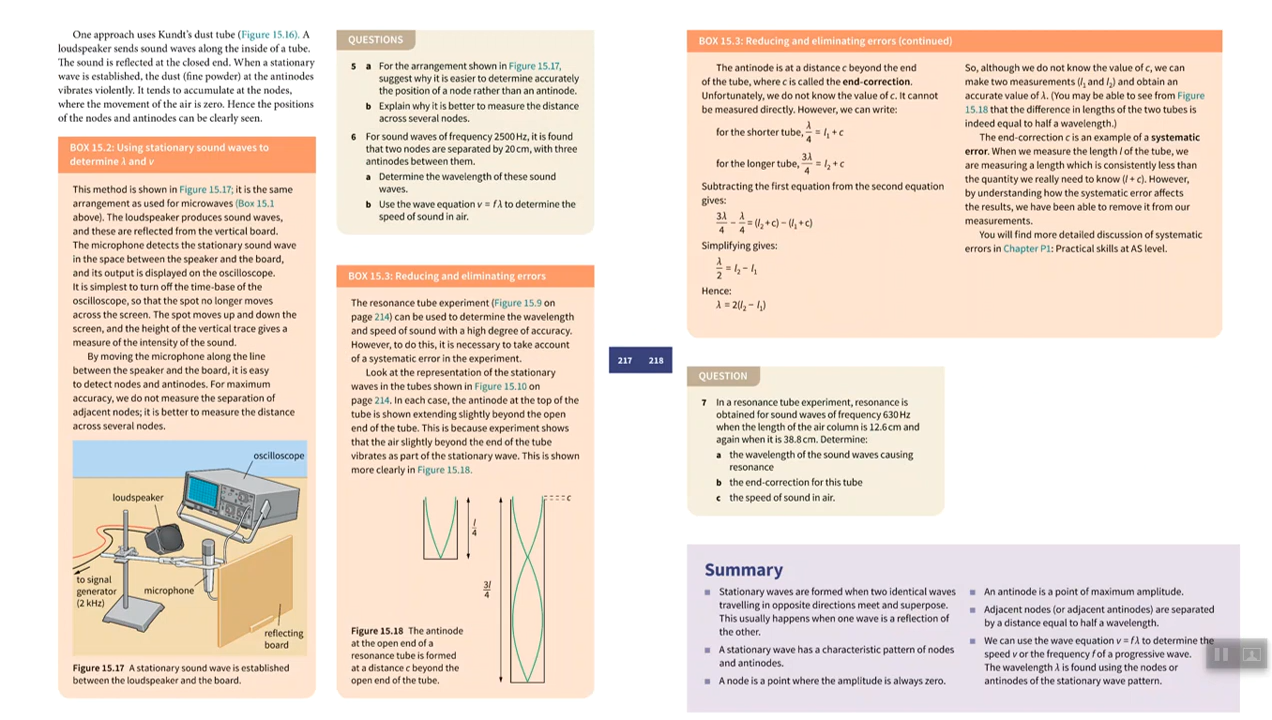 One approach uses Kundt's dust tube (Figure 15.16). A
loudspeaker sends sound waves along the inside of a tube.
The sound is reflected at the closed end. When a stationary
wave is established, the dust (fine powder) at the antinodes
vibrates violently. It tends to accumulate at the nodes,
where the movement of the air is zero. Hence the positions
of the nodes and antinodes can be clearly seen.
BOX 15.2: Using stationary sound waves to
determine λ and v
This method is shown in Figure 15.17; it is the same
arrangement as used for microwaves (Box 15.1
above). The loudspeaker produces sound waves,
and these are reflected from the vertical board.
The microphone detects the stationary sound wave
in the space between the speaker and the board,
and its output is displayed on the oscilloscope.
It is simplest to turn off the time-base of the
oscilloscope, so that the spot no longer moves
across the screen. The spot moves up and down the
screen, and the height of the vertical trace gives a
measure of the intensity of the sound.
By moving the microphone along the line
between the speaker and the board, it is easy
to detect nodes and antinodes. For maximum
accuracy, we do not measure the separation of
adjacent nodes; it is better to measure the distance
across several nodes.
oscilloscope
loudspeaker
to signal
generator
(2 kHz)
microphone
reflecting
board
Figure 15.17 A stationary sound wave is established
between the loudspeaker and the board.
QUESTIONS
5 a For the arrangement shown in Figure 15.17,
suggest why it is easier to determine accurately
the position of a node rather than an antinode.
b Explain why it is better to measure the distance
across several nodes.
6 For sound waves of frequency 2500 Hz, it is found
that two nodes are separated by 20 cm, with three
antinodes between them.
a Determine the wavelength of these sound
waves.
b Use the wave equation v = fλ to determine the
speed of sound in air.
BOX 15.3: Reducing and eliminating errors
The resonance tube experiment (Figure 15.9 on
page 214) can be used to determine the wavelength
and speed of sound with a high degree of accuracy.
However, to do this, it is necessary to take account
of a systematic error in the experiment.
Look at the representation of the stationary
waves in the tubes shown in Figure 15.10 on
page 214. In each case, the antinode at the top of the
tube is shown extending slightly beyond the open
end of the tube. This is because experiment shows
that the air slightly beyond the end of the tube
vibrates as part of the stationary wave. This is shown
more clearly in Figure 15.18.
c
l/4
3l/4
Figure 15.18 The antinode
at the open end of a
resonance tube is formed
at a distance c beyond the
open end of the tube.
217 218
BOX 15.3: Reducing and eliminating errors (continued)
The antinode is at a distance c beyond the end
of the tube, where c is called the end-correction.
Unfortunately, we do not know the value of c. It cannot
be measured directly. However, we can write:
for the shorter tube, λ/4 = l₁ + c
for the longer tube, 3λ/4 = l₂ + c
Subtracting the first equation from the second equation
gives:
3λ/4 − λ/4 = (l₂ + c) − (l₁ + c)
Simplifying gives:
λ/2 = l₂ − l₁
Hence:
λ = 2(l₂ − l₁)
So, although we do not know the value of c, we can
make two measurements (l₁ and l₂) and obtain an
accurate value of λ. (You may be able to see from Figure
15.18 that the difference in lengths of the two tubes is
indeed equal to half a wavelength.)
The end-correction c is an example of a systematic
error. When we measure the length l of the tube, we
are measuring a length which is consistently less than
the quantity we really need to know (l + c). However,
by understanding how the systematic error affects
the results, we have been able to remove it from our
measurements.
You will find more detailed discussion of systematic
errors in Chapter P1: Practical skills at AS level.
QUESTION
7 In a resonance tube experiment, resonance is
obtained for sound waves of frequency 630 Hz
when the length of the air column is 12.6 cm and
again when it is 38.8 cm. Determine:
a the wavelength of the sound waves causing
resonance
b the end-correction for this tube
c the speed of sound in air.
Summary
■ Stationary waves are formed when two identical waves
travelling in opposite directions meet and superpose.
This usually happens when one wave is a reflection of
the other.
■ A stationary wave has a characteristic pattern of nodes
and antinodes.
■ A node is a point where the amplitude is always zero.
■ An antinode is a point of maximum amplitude.
■ Adjacent nodes (or adjacent antinodes) are separated
by a distance equal to half a wavelength.
■ We can use the wave equation v = fλ to determine the
speed v or the frequency f of a progressive wave.
The wavelength λ is found using the nodes or
antinodes of the stationary wave pattern.